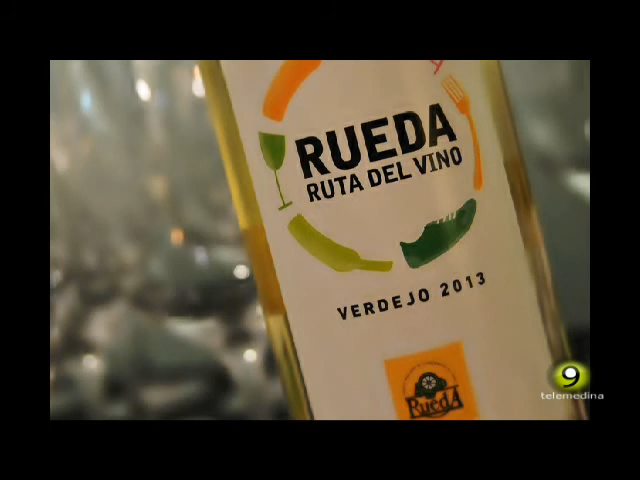 RUEDA
RUTA DEL VINO
VERDEJO 2013
RuedA
9
telemedina